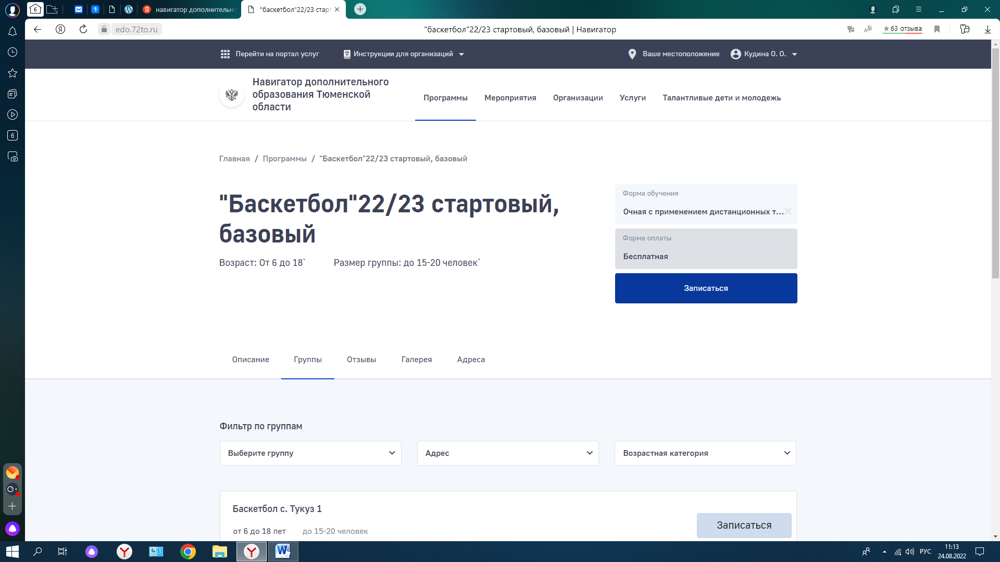 6
1
Я
навигатор дополнительно
"баскетбол"22/23 старт
Я
edo.72to.ru
"баскетбол"22/23 стартовый, базовый | Навигатор
★ 63 отзыва
6
Перейти на портал услуг
Инструкции для организаций
Ваше местоположение
Кудина О. О.
Навигатор дополнительного
образования Тюменской
области
Программы
Мероприятия
Организации
Услуги
Талантливые дети и молодежь
Главная / Программы / "Баскетбол"22/23 стартовый, базовый
"Баскетбол"22/23 стартовый,
базовый
Возраст: От 6 до 18`
Размер группы: до 15-20 человек`
Форма обучения
Очная с применением дистанционных т...
Форма оплаты
Бесплатная
Записаться
Описание
Группы
Отзывы
Галерея
Адреса
Фильтр по группам
Выберите группу
Адрес
Возрастная категория
Баскетбол с. Тукуз 1
от 6 до 18 лет
до 15-20 человек
Записаться
РУС
11:13
24.08.2022